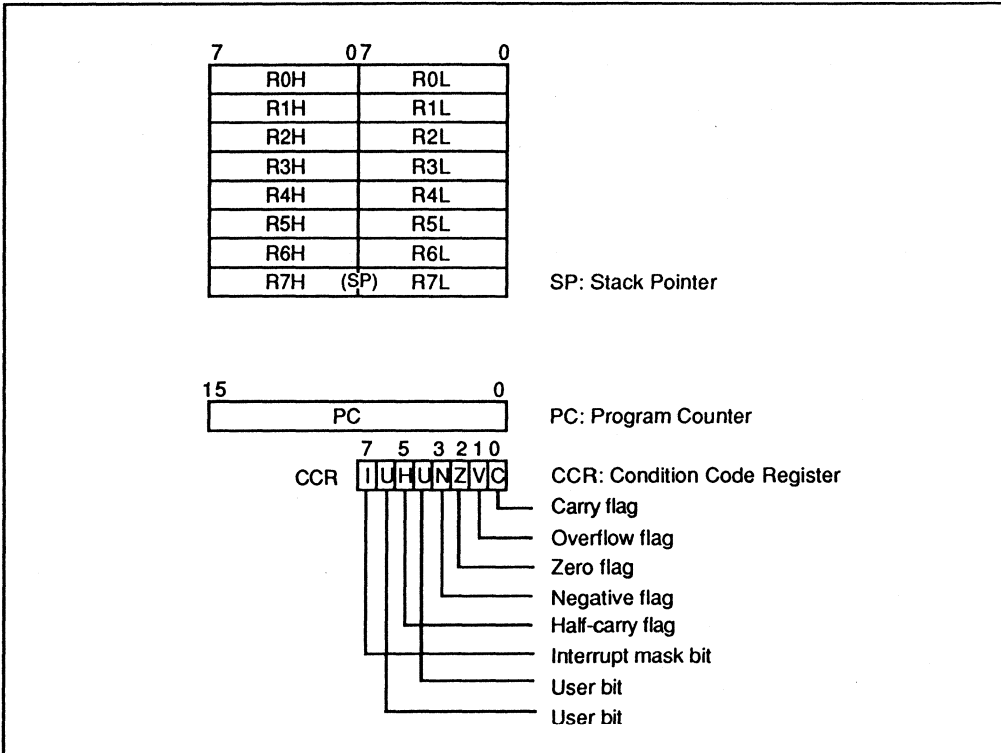 7 0 7 0
R0H R0L
R1H R1L
R2H R2L
R3H R3L
R4H R4L
R5H R5L
R6H R6L
R7H (SP) R7L SP: Stack Pointer
15 0
PC PC: Program Counter
7 5 3 2 1 0
CCR I U H U N Z V C CCR: Condition Code Register
Carry flag
Overflow flag
Zero flag
Negative flag
Half-carry flag
Interrupt mask bit
User bit
User bit